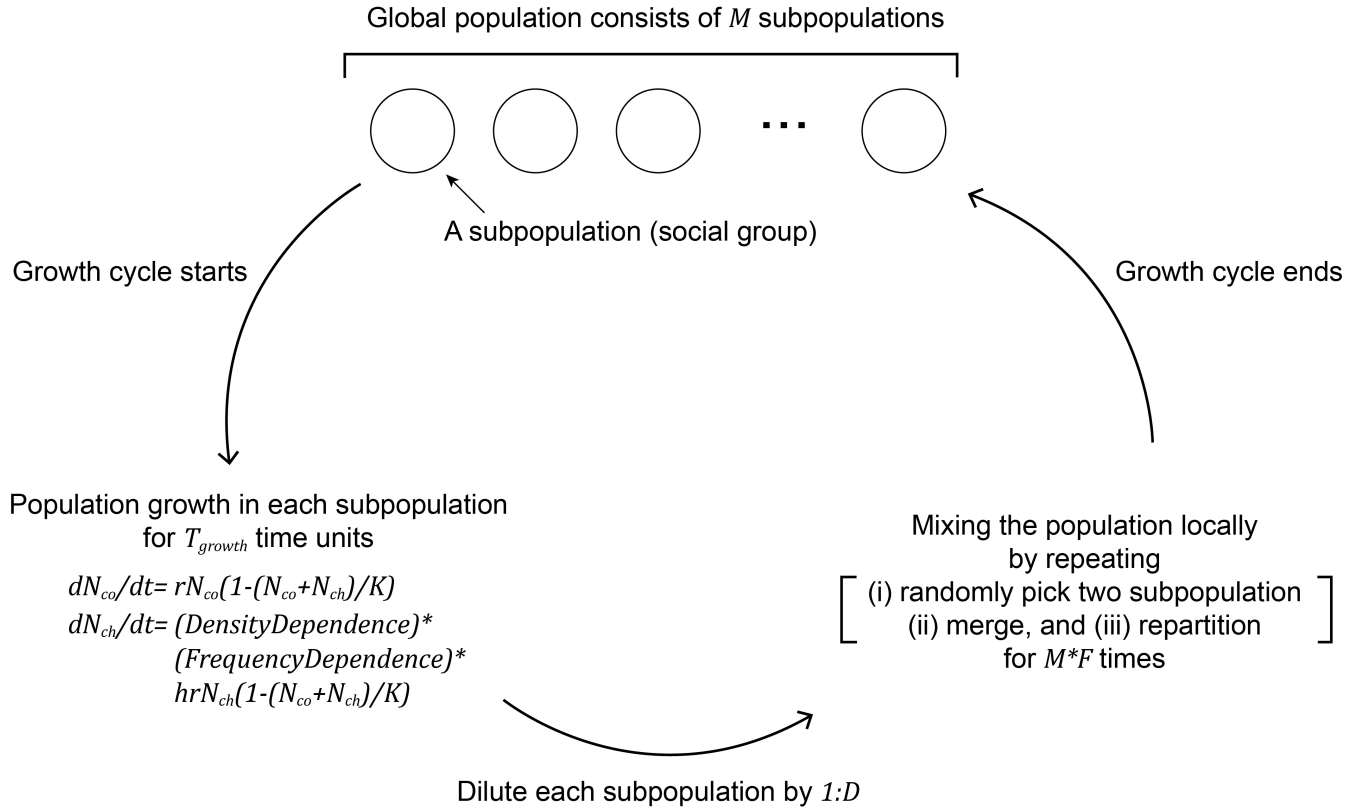 Global population consists of M subpopulations
...
A subpopulation (social group)
Growth cycle starts
Growth cycle ends
Population growth in each subpopulation
for T_growth time units
dN_co/dt= rN_co(1-(N_co+N_ch)/K)
dN_ch/dt= (DensityDependence)*
(FrequencyDependence)*
hrN_ch(1-(N_co+N_ch)/K)
Mixing the population locally
by repeating
(i) randomly pick two subpopulation
(ii) merge, and (iii) repartition
for M*F times
Dilute each subpopulation by 1:D